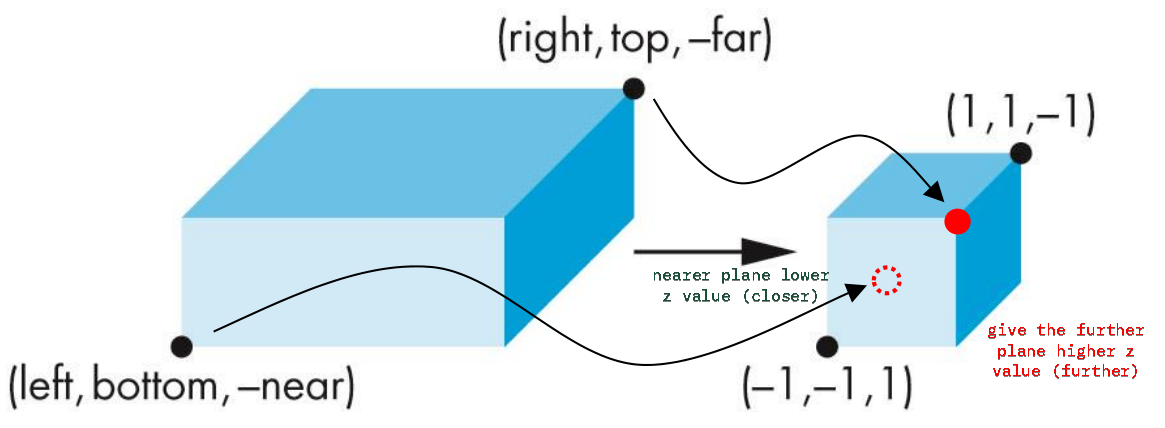 (right, top, –far)
(1,1,–1)
nearer plane lower
z value (closer)
give the further
plane higher z
value (further)
(left, bottom, –near)
(–1,–1,1)